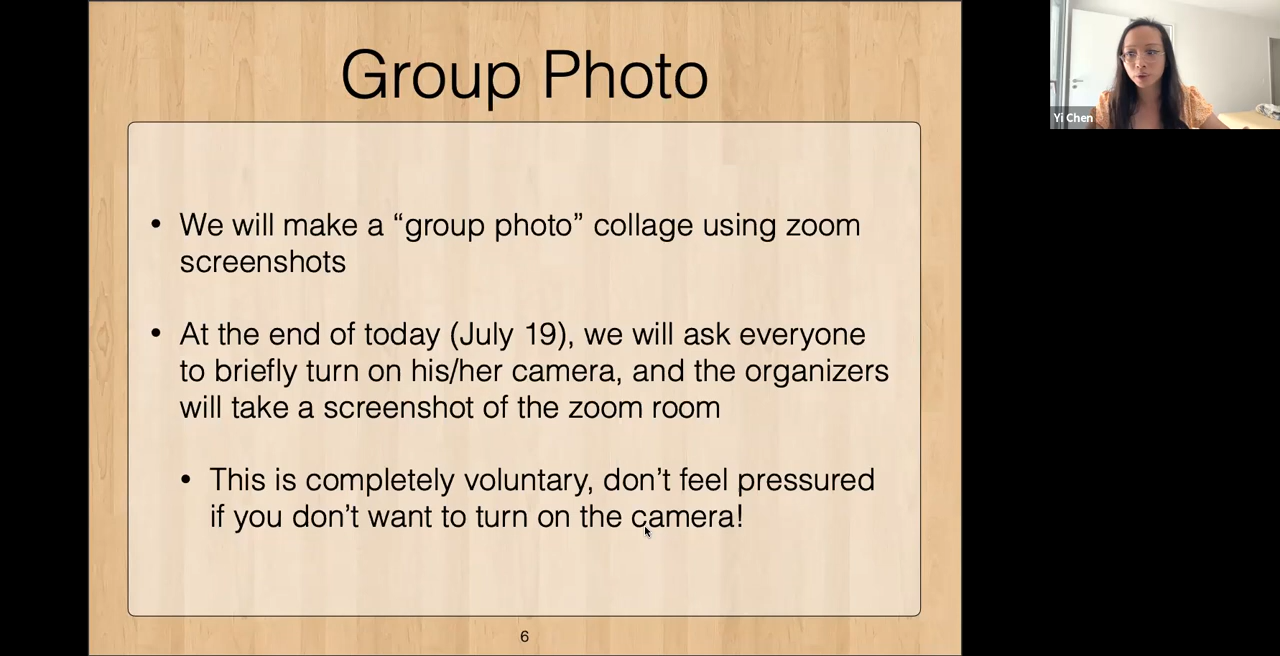 Group Photo
• We will make a “group photo” collage using zoom
screenshots
• At the end of today (July 19), we will ask everyone
to briefly turn on his/her camera, and the organizers
will take a screenshot of the zoom room
• This is completely voluntary, don’t feel pressured
if you don’t want to turn on the camera!
6
Yi Chen